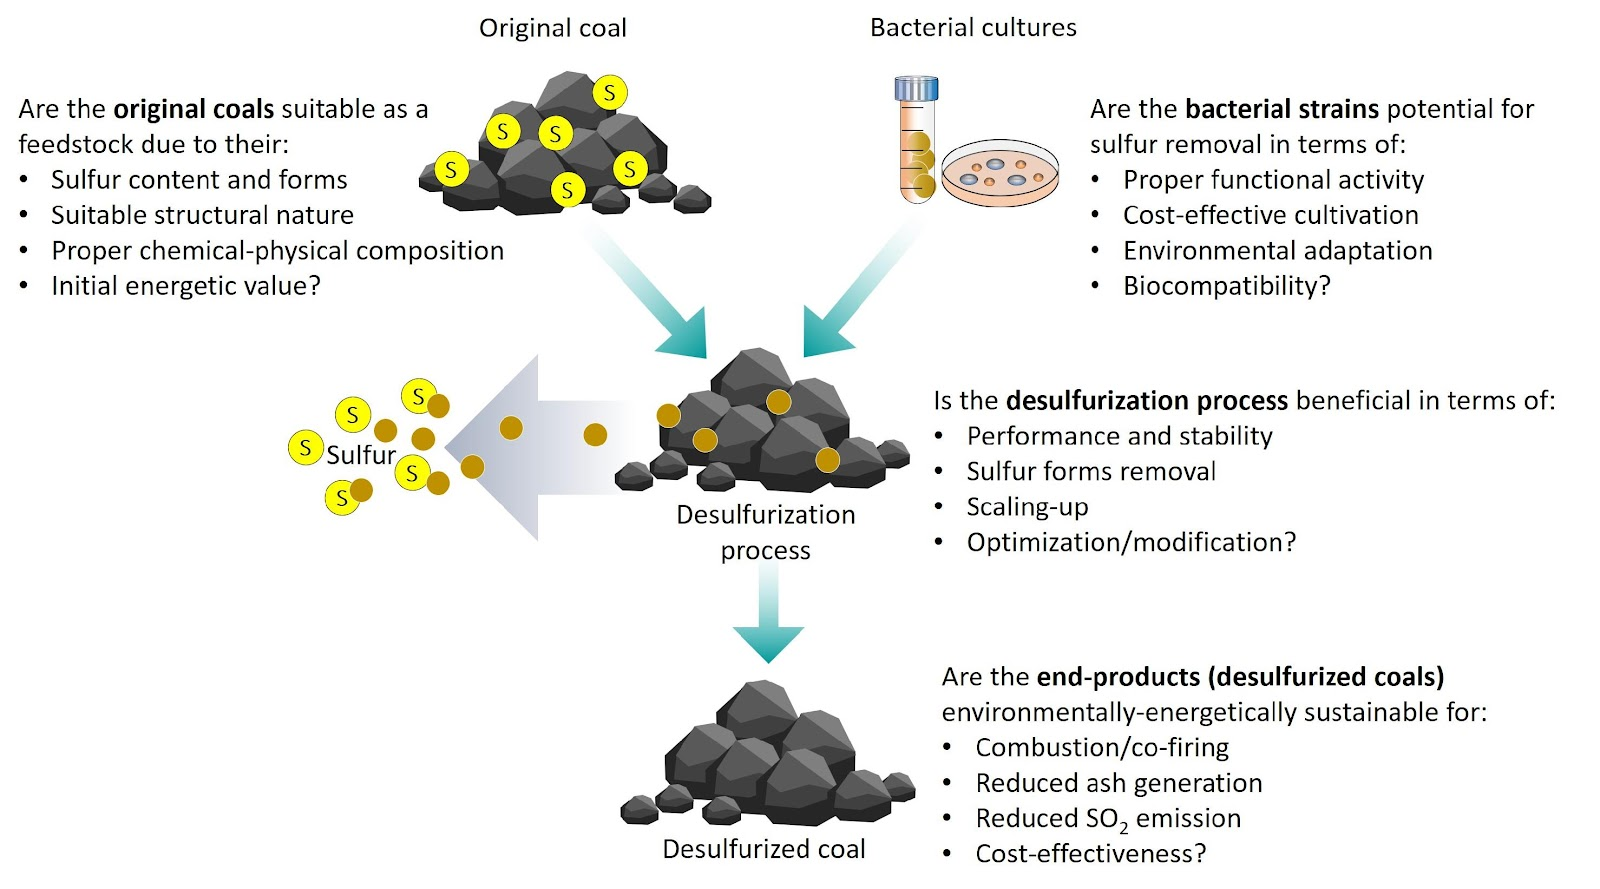 Original coal
Bacterial cultures
Are the original coals suitable as a
feedstock due to their:
• Sulfur content and forms
• Suitable structural nature
• Proper chemical-physical composition
• Initial energetic value?
S
S
S
S
S
S
Are the bacterial strains potential for
sulfur removal in terms of:
• Proper functional activity
• Cost-effective cultivation
• Environmental adaptation
• Biocompatibility?
S
S
S
Sulfur
S
S
Desulfurization
process
Is the desulfurization process beneficial in terms of:
• Performance and stability
• Sulfur forms removal
• Scaling-up
• Optimization/modification?
Desulfurized coal
Are the end-products (desulfurized coals)
environmentally-energetically sustainable for:
• Combustion/co-firing
• Reduced ash generation
• Reduced SO₂ emission
• Cost-effectiveness?